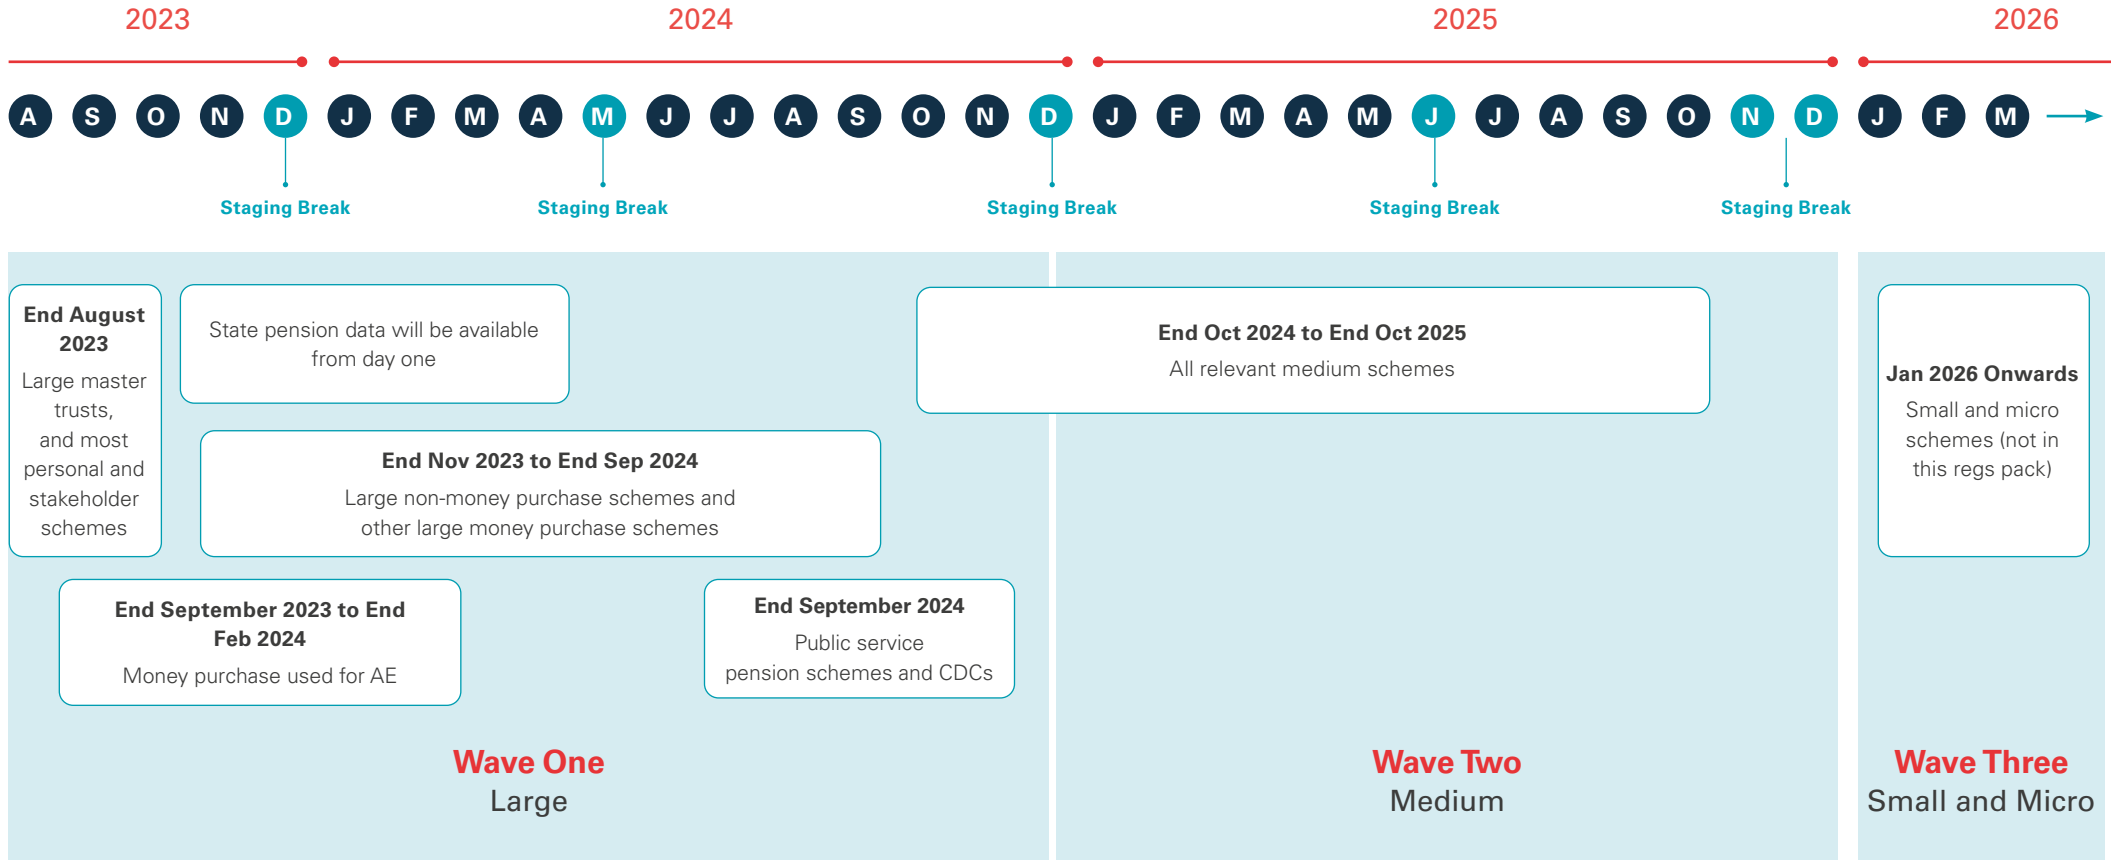 2023
2024
2025
2026
A S O N D J F M A M J J A S O N D J F M A M J J A S O N D J F M
Staging Break
Staging Break
Staging Break
Staging Break
Staging Break
End August
2023
Large master
trusts,
and most
personal and
stakeholder
schemes
State pension data will be available
from day one
End Nov 2023 to End Sep 2024
Large non-money purchase schemes and
other large money purchase schemes
End September 2023 to End
Feb 2024
Money purchase used for AE
End September 2024
Public service
pension schemes and CDCs
Wave One
Large
End Oct 2024 to End Oct 2025
All relevant medium schemes
Wave Two
Medium
Jan 2026 Onwards
Small and micro
schemes (not in
this regs pack)
Wave Three
Small and Micro